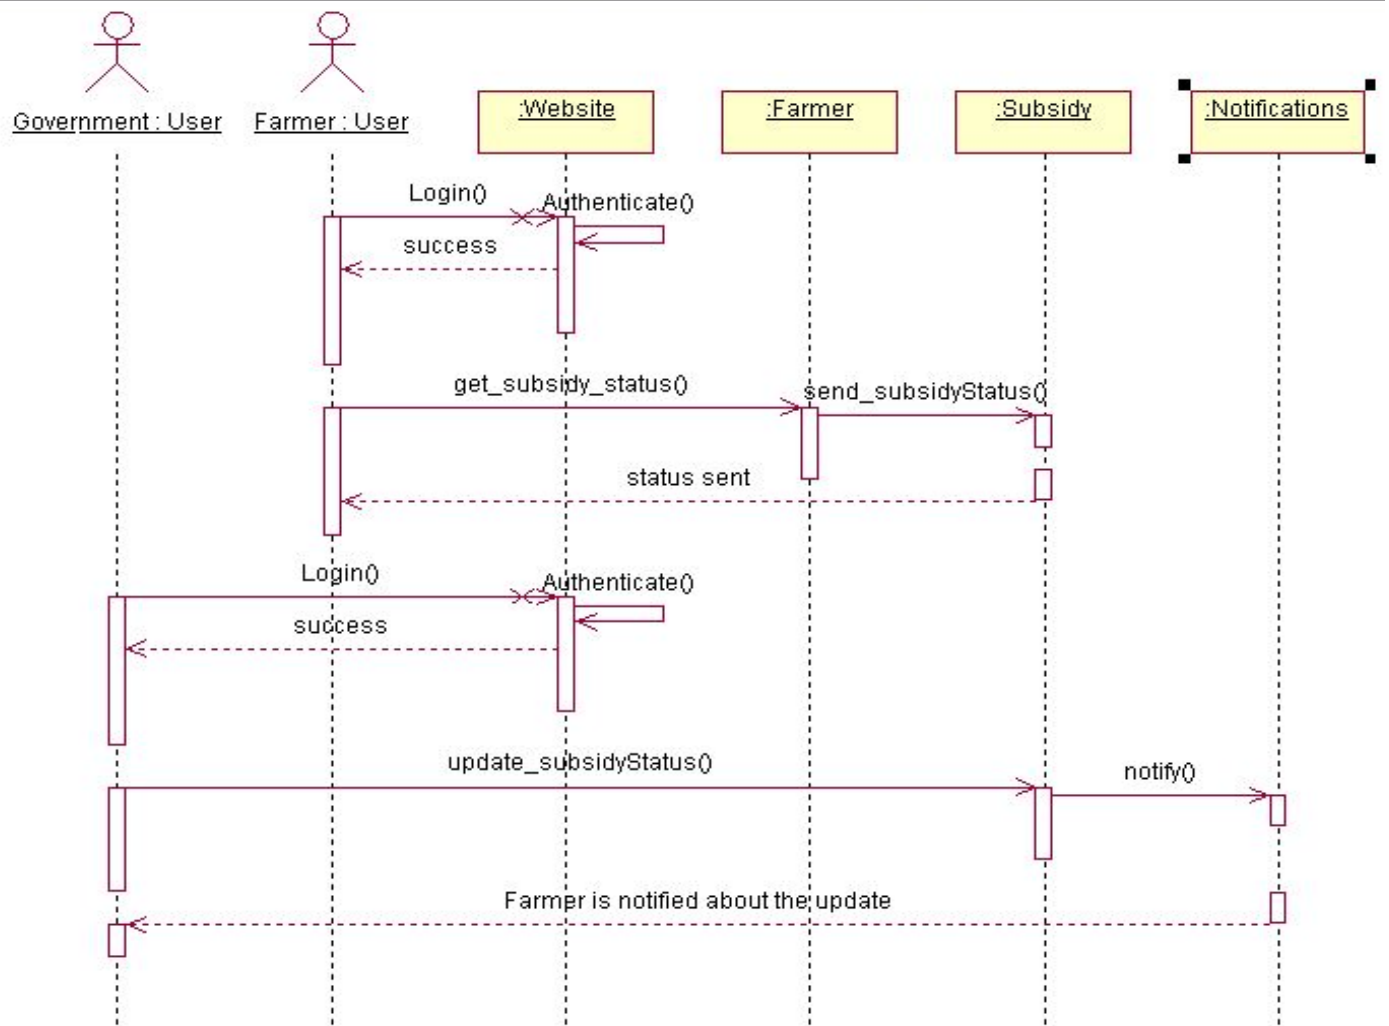 Government : User
Farmer : User
:Website
:Farmer
:Subsidy
:Notifications
Login()
Authenticate()
success
get_subsidy_status()
send_subsidyStatus()
status sent
Login()
Authenticate()
success
update_subsidyStatus()
notify()
Farmer is notified about the update